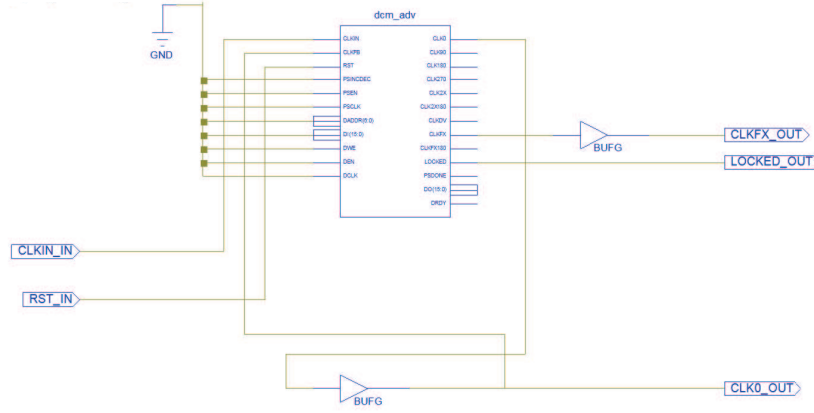 dcm_adv
GND
CLKIN
CLKFB
RST
PSINCDEC
PSEN
PSCLK
DADDR(6:0)
DI(15:0)
DWE
DEN
DCLK
CLK0
CLK90
CLK180
CLK270
CLK2X
CLK2X180
CLKDV
CLKFX
CLKFX180
LOCKED
PSDONE
DO(15:0)
DRDY
BUFG
CLKFX_OUT
LOCKED_OUT
CLKIN_IN
RST_IN
BUFG
CLK0_OUT